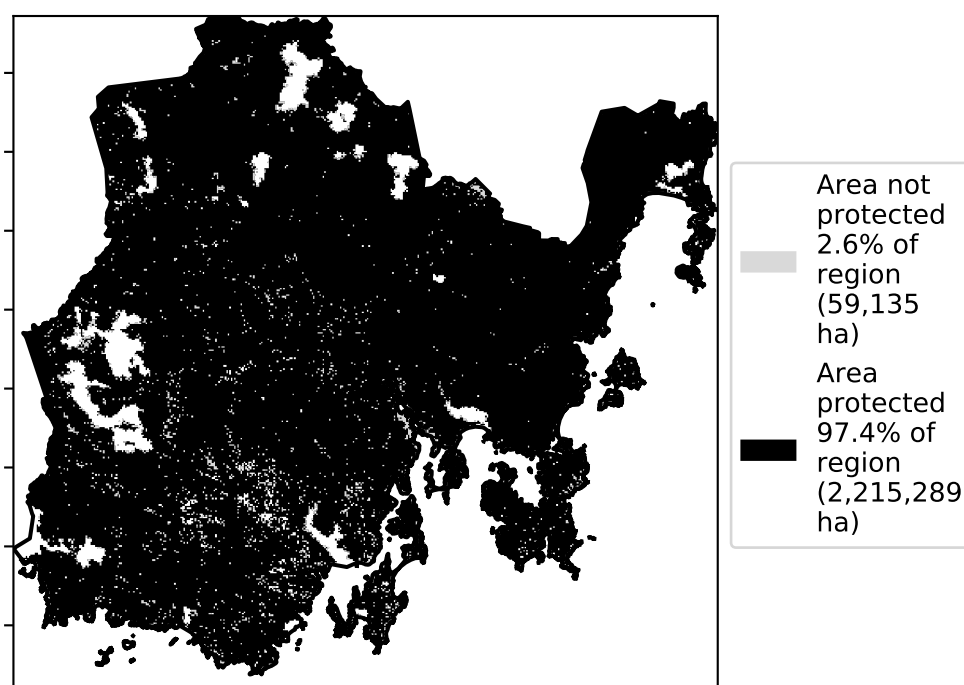 Area not
protected
2.6% of
region
(59,135
ha)
Area
protected
97.4% of
region
(2,215,289
ha)